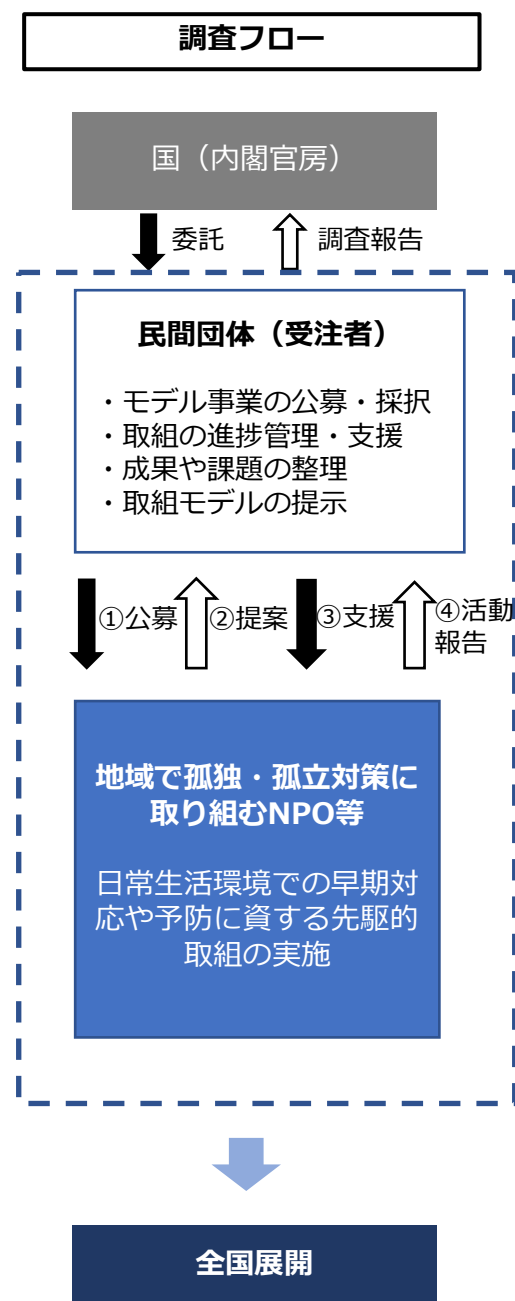 調査フロー
国（内閣官房）
委託
調査報告
民間団体（受注者）
・モデル事業の公募・採択
・取組の進捗管理・支援
・成果や課題の整理
・取組モデルの提示
①公募
②提案
③支援
④活動
報告
地域で孤独・孤立対策に
取り組むNPO等
日常生活環境での早期対
応や予防に資する先駆的
取組の実施
全国展開